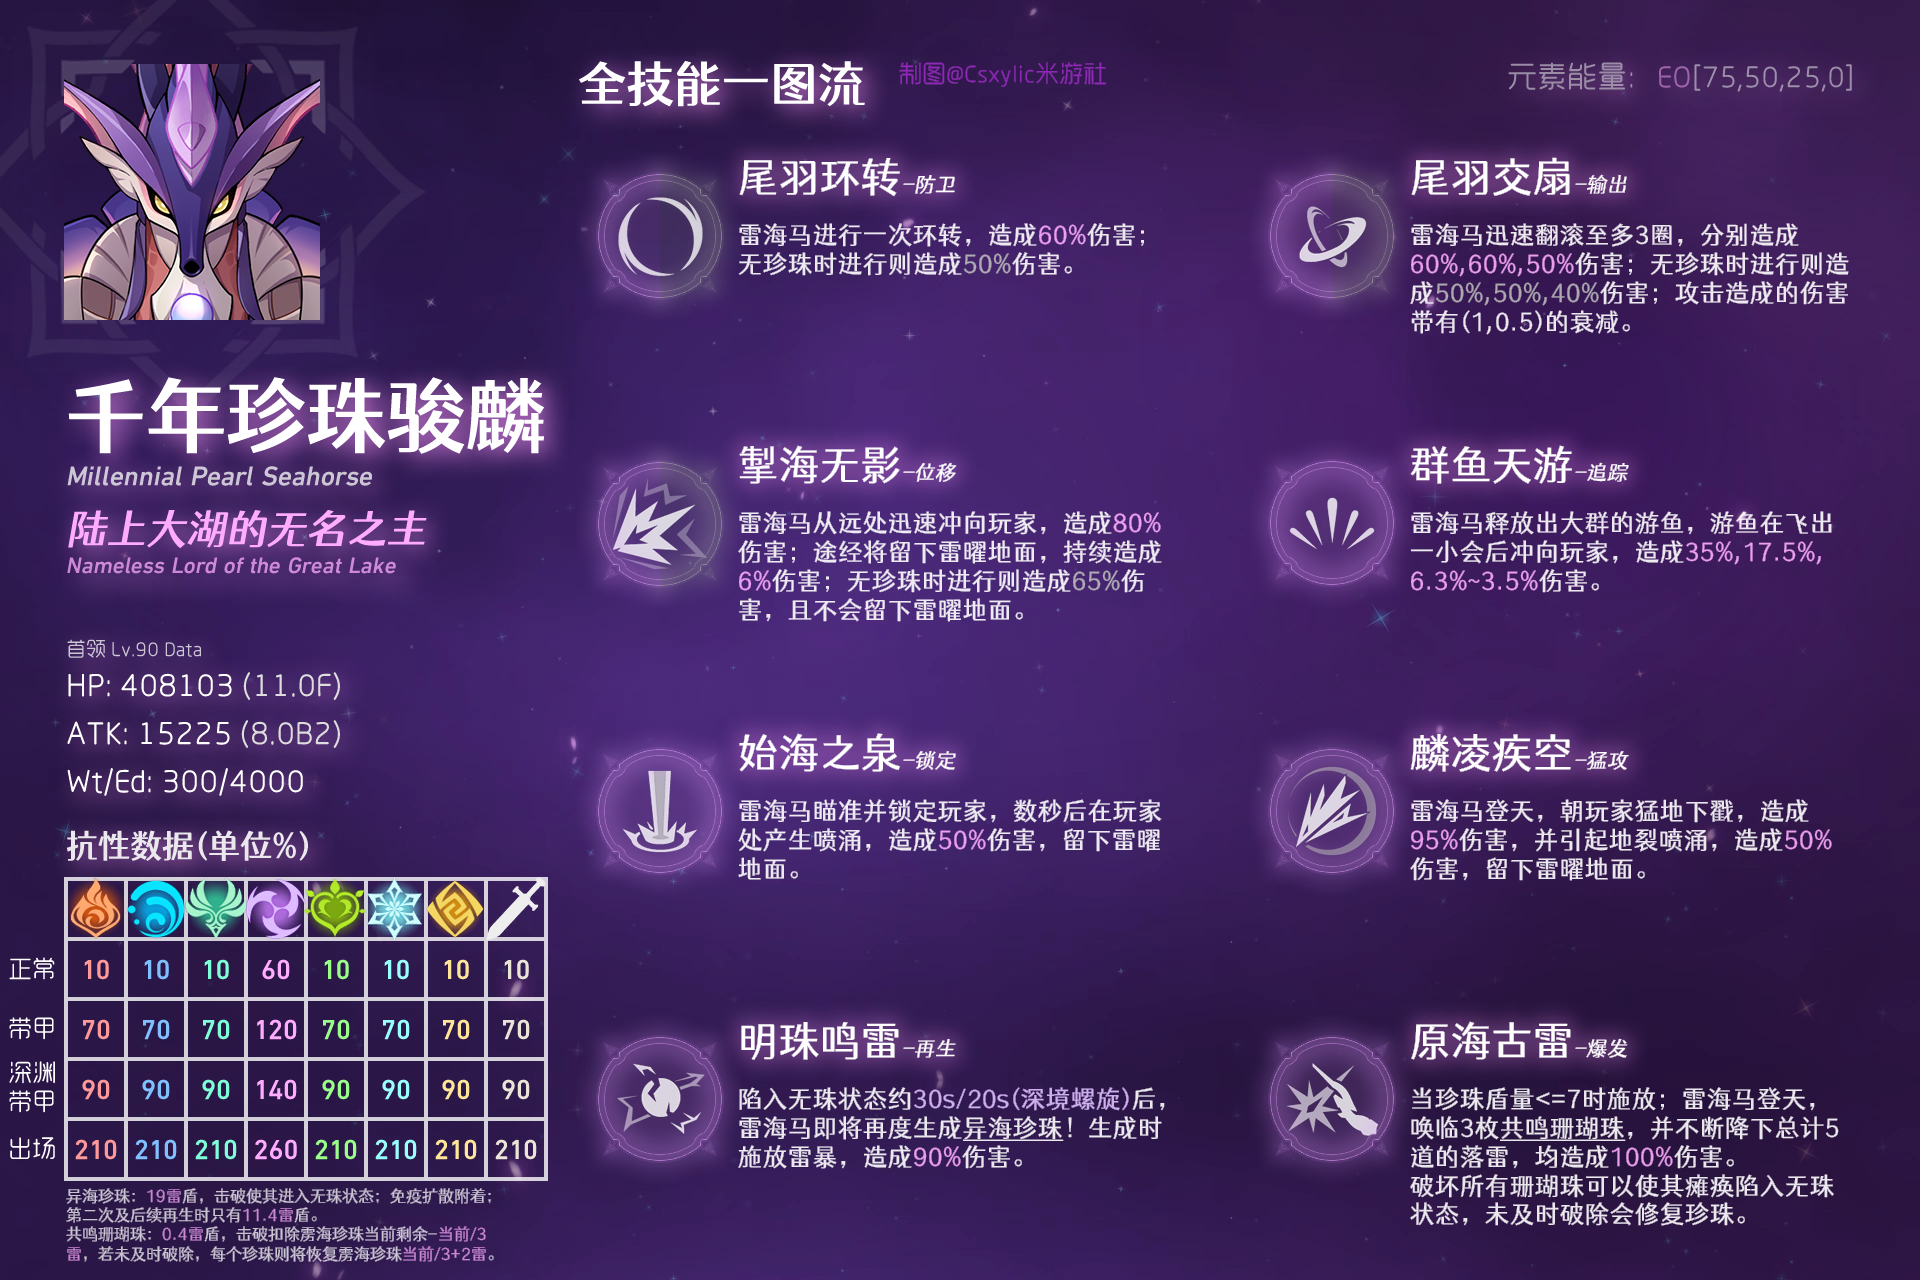 全技能一图流
制图@Csxylic米游社
元素能量: E0[75,50,25,0]
千年珍珠骏麟
Millennial Pearl Seahorse
陆上大湖的无名之主
Nameless Lord of the Great Lake
首领 Lv.90 Data
HP: 408103 (11.0F)
ATK: 15225 (8.0B2)
Wt/Ed: 300/4000
抗性数据(单位%)
正常 10 10 10 60 10 10 10 10
带甲 70 70 70 120 70 70 70 70
深渊
带甲 90 90 90 140 90 90 90 90
出场 210 210 210 260 210 210 210 210
异海珍珠：19雷盾，击破使其进入无珠状态；免疫扩散附着；
第二次及后续再生时只有11.4雷盾。
共鸣珊瑚珠：0.4雷盾，击破扣除雳海珍珠当前剩余-当前/3
雷，若未及时破除，每个珍珠则将恢复雳海珍珠当前/3+2雷。
尾羽环转-防卫
雷海马进行一次环转，造成60%伤害；
无珍珠时进行则造成50%伤害。
尾羽交扇-输出
雷海马迅速翻滚至多3圈，分别造成
60%,60%,50%伤害；无珍珠时进行则造
成50%,50%,40%伤害；攻击造成的伤害
带有(1,0.5)的衰减。
掣海无影-位移
雷海马从远处迅速冲向玩家，造成80%
伤害；途经将留下雷曜地面，持续造成
6%伤害；无珍珠时进行则造成65%伤
害，且不会留下雷曜地面。
群鱼天游-追踪
雷海马释放出大群的游鱼，游鱼在飞出
一小会后冲向玩家，造成35%,17.5%,
6.3%~3.5%伤害。
始海之泉-锁定
雷海马瞄准并锁定玩家，数秒后在玩家
处产生喷涌，造成50%伤害，留下雷曜
地面。
麟凌疾空-猛攻
雷海马登天，朝玩家猛地下戳，造成
95%伤害，并引起地裂喷涌，造成50%
伤害，留下雷曜地面。
明珠鸣雷-再生
陷入无珠状态约30s/20s(深境螺旋)后，
雷海马即将再度生成异海珍珠！生成时
施放雷暴，造成90%伤害。
原海古雷-爆发
当珍珠盾量<=7时施放；雷海马登天，
唤临3枚共鸣珊瑚珠，并不断降下总计5
道的落雷，均造成100%伤害。
破坏所有珊瑚珠可以使其瘫痪陷入无珠
状态，未及时破除会修复珍珠。